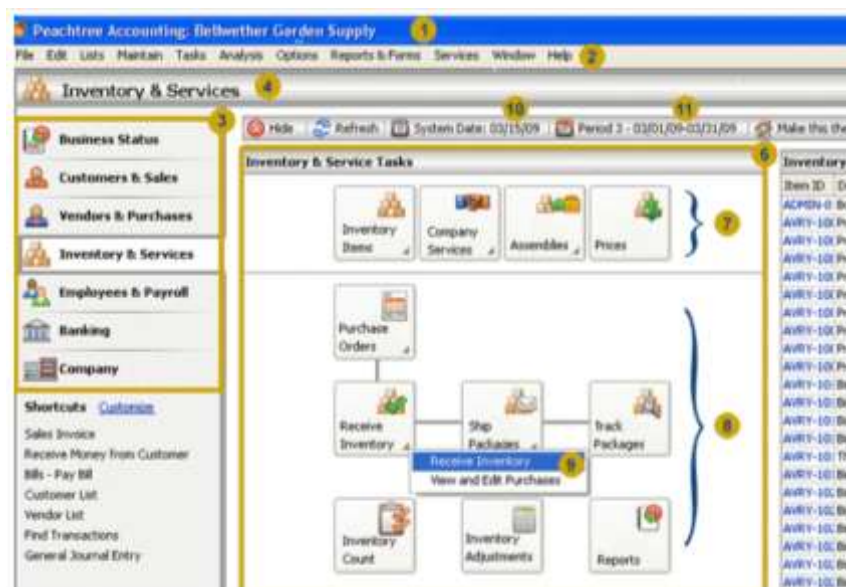 Peachtree Accounting: Bellwether Garden Supply 1
File Edit Lists Maintain Tasks Analysis Options Reports & Forms Services Window Help 2
Inventory & Services 4
10 11
3 Hide Refresh System Date: 03/15/09 Period 3 - 03/01/09-03/31/09 Make this the
Business Status
Customers & Sales
Vendors & Purchases
Inventory & Services
Employees & Payroll
Banking
Company
Shortcuts Customize
Sales Invoice
Receive Money from Customer
Bills - Pay Bill
Customer List
Vendor List
Find Transactions
General Journal Entry
Inventory & Service Tasks 6
Inventory Items
Company Services
Assemblies
Prices
7
Purchase Orders
Receive Inventory
Ship Packages
Track Packages
8
Receive Inventory 9
View and Edit Purchases
Inventory Count
Inventory Adjustments
Reports
Inventory
Item ID